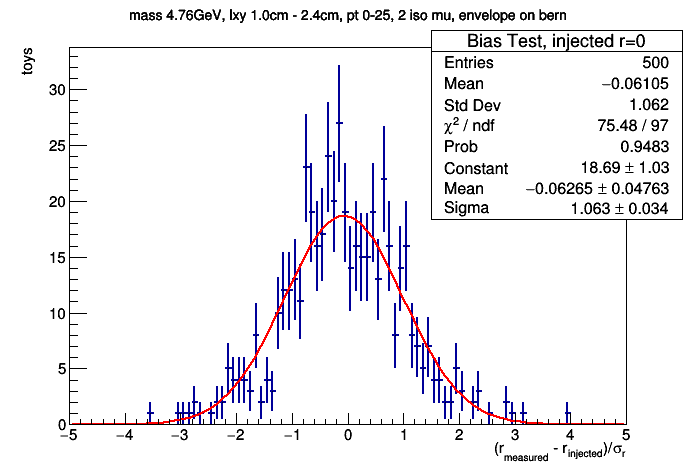 mass 4.76GeV, lxy 1.0cm - 2.4cm, pt 0-25, 2 iso mu, envelope on bern
Bias Test, injected r=0
Entries 500
Mean −0.06105
Std Dev 1.062
χ² / ndf 75.48 / 97
Prob 0.9483
Constant 18.69 ± 1.03
Mean −0.06265 ± 0.04763
Sigma 1.063 ± 0.034
toys
30
25
20
15
10
5
0
−5 −4 −3 −2 −1 0 1 2 3 4 5
(r_measured - r_injected)/σ_r